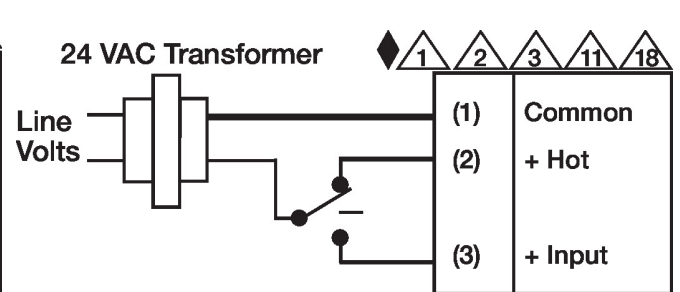 24 VAC Transformer
1 2 3 11 18
Line
Volts
(1) Common
(2) + Hot
(3) + Input